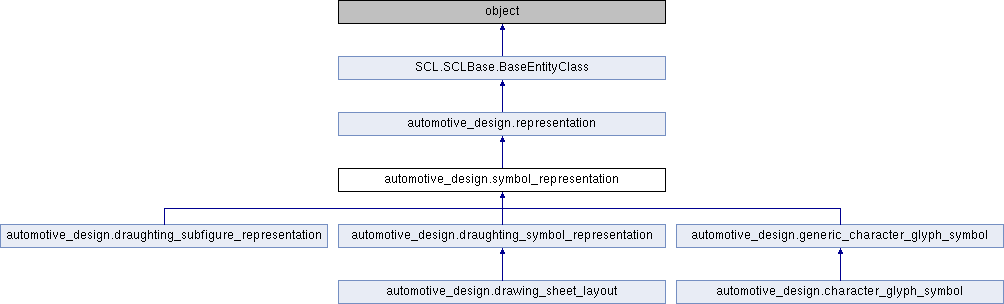 object
SCL.SCLBase.BaseEntityClass
automotive_design.representation
automotive_design.symbol_representation
automotive_design.draughting_subfigure_representation
automotive_design.draughting_symbol_representation
automotive_design.generic_character_glyph_symbol
automotive_design.drawing_sheet_layout
automotive_design.character_glyph_symbol